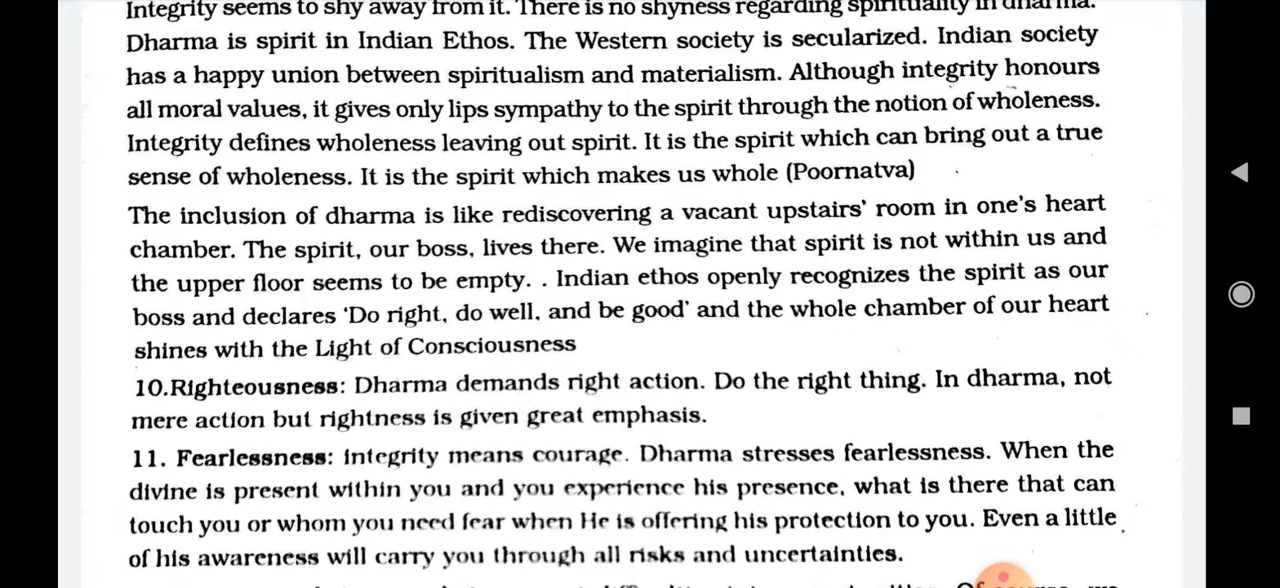 Integrity seems to shy away from it. There is no shyness regarding spirituality in dharma.
Dharma is spirit in Indian Ethos. The Western society is secularized. Indian society
has a happy union between spiritualism and materialism. Although integrity honours
all moral values, it gives only lips sympathy to the spirit through the notion of wholeness.
Integrity defines wholeness leaving out spirit. It is the spirit which can bring out a true
sense of wholeness. It is the spirit which makes us whole (Poornatva)
The inclusion of dharma is like rediscovering a vacant upstairs' room in one's heart
chamber. The spirit, our boss, lives there. We imagine that spirit is not within us and
the upper floor seems to be empty. . Indian ethos openly recognizes the spirit as our
boss and declares 'Do right, do well, and be good' and the whole chamber of our heart
shines with the Light of Consciousness
10.Righteousness: Dharma demands right action. Do the right thing. In dharma, not
mere action but rightness is given great emphasis.
11. Fearlessness: integrity means courage. Dharma stresses fearlessness. When the
divine is present within you and you experience his presence, what is there that can
touch you or whom you need fear when He is offering his protection to you. Even a little
of his awareness will carry you through all risks and uncertainties.